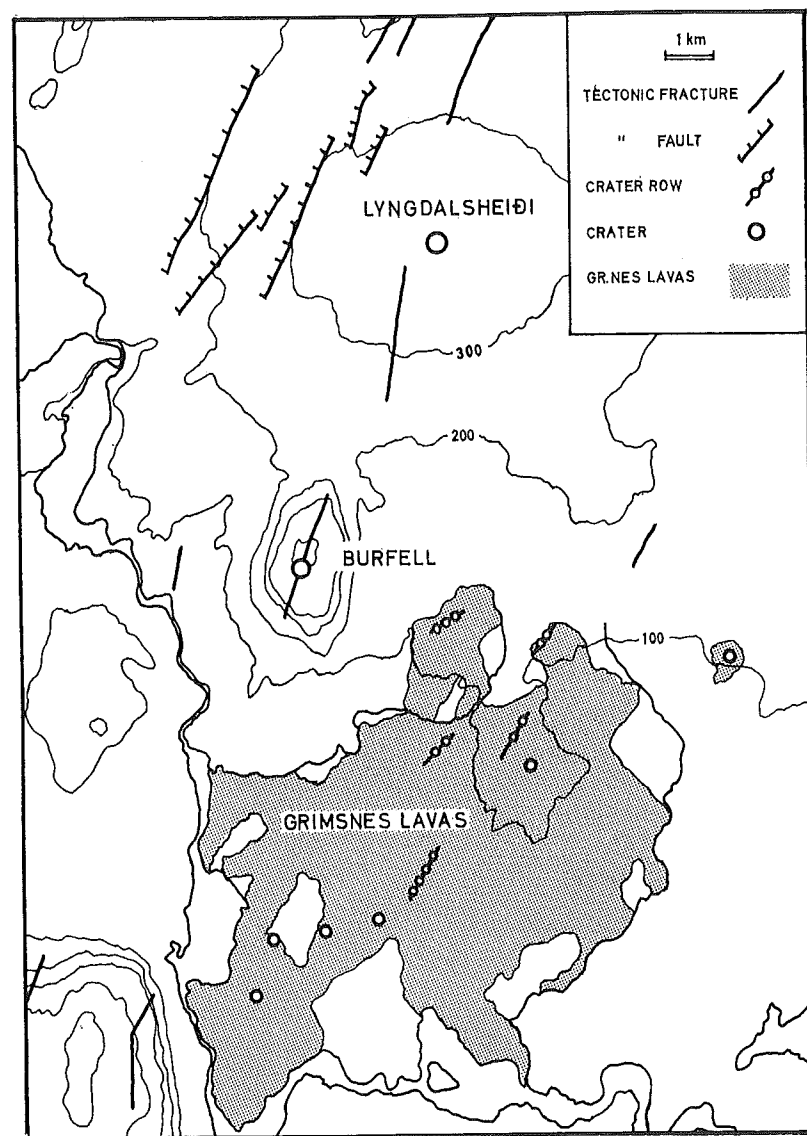 1 km
TECTONIC FRACTURE
" FAULT
CRATER ROW
CRATER
GR.NES LAVAS
LYNGDALSHEIÐI
300
200
BURFELL
100
GRIMSNES LAVAS